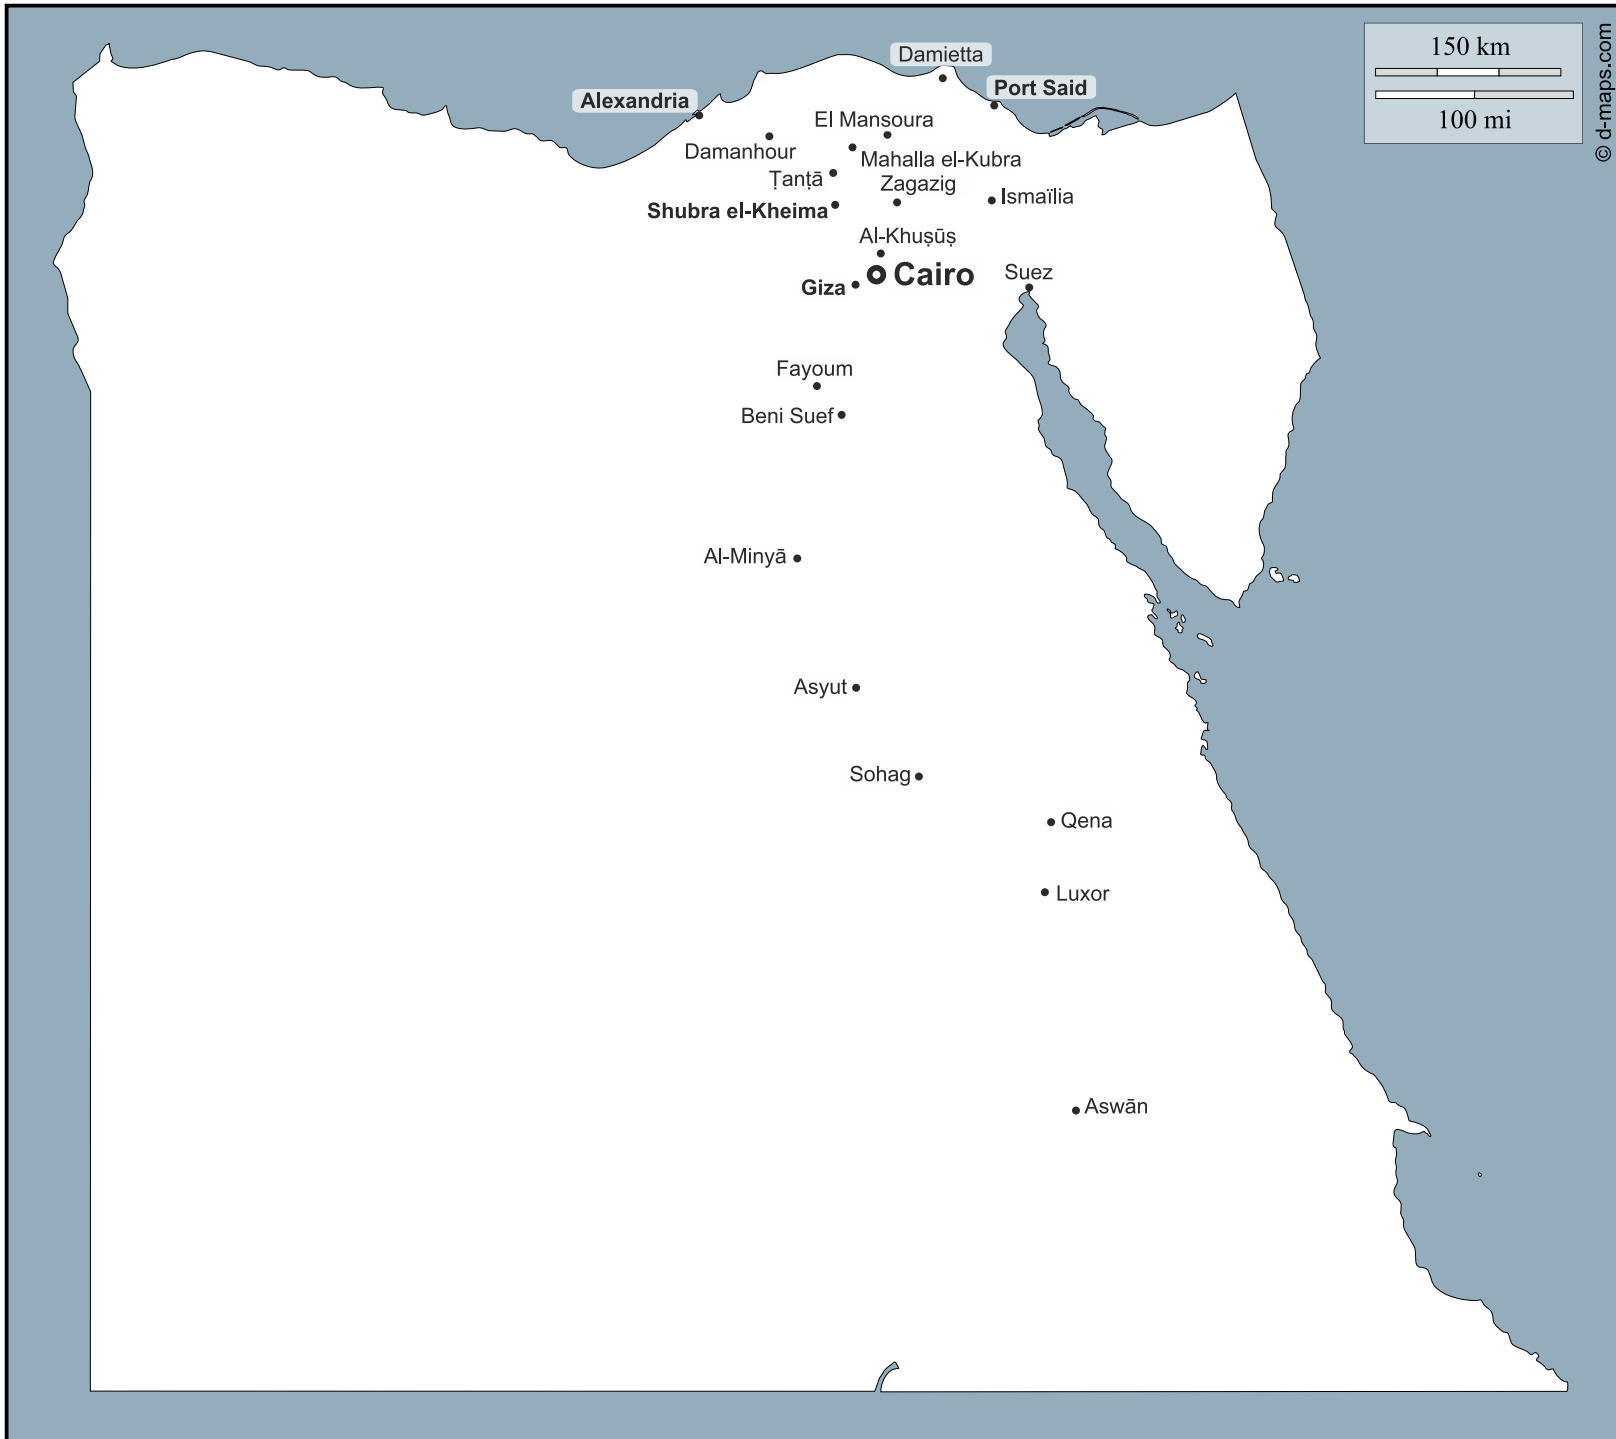 Damietta
150 km
100 mi
© d-maps.com
Alexandria
Port Said
El Mansoura
Damanhour
Mahalla el-Kubra
Ṭanṭā
Zagazig
Ismaïlia
Shubra el-Kheima
Al-Khuṣūṣ
Cairo
Suez
Giza
Fayoum
Beni Suef
Al-Minyā
Asyut
Sohag
Qena
Luxor
Aswān